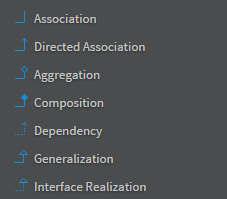 Association
Directed Association
Aggregation
Composition
Dependency
Generalization
Interface Realization